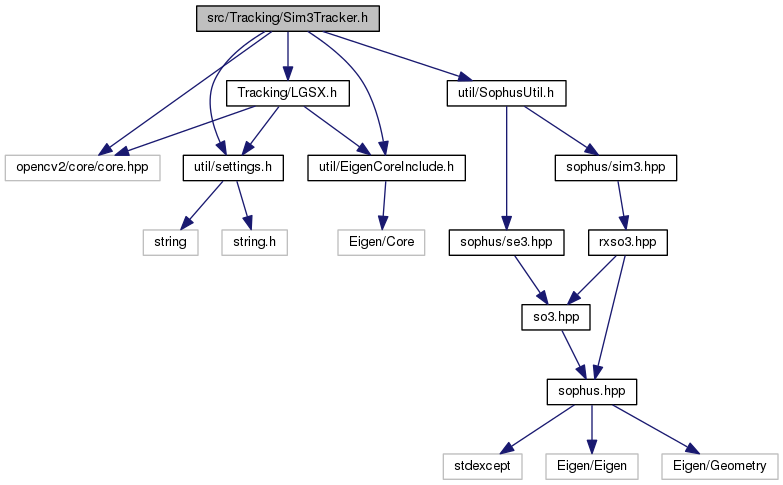 src/Tracking/Sim3Tracker.h
Tracking/LGSX.h
util/SophusUtil.h
opencv2/core/core.hpp
util/settings.h
util/EigenCoreInclude.h
sophus/sim3.hpp
string
string.h
Eigen/Core
sophus/se3.hpp
rxso3.hpp
so3.hpp
sophus.hpp
stdexcept
Eigen/Eigen
Eigen/Geometry